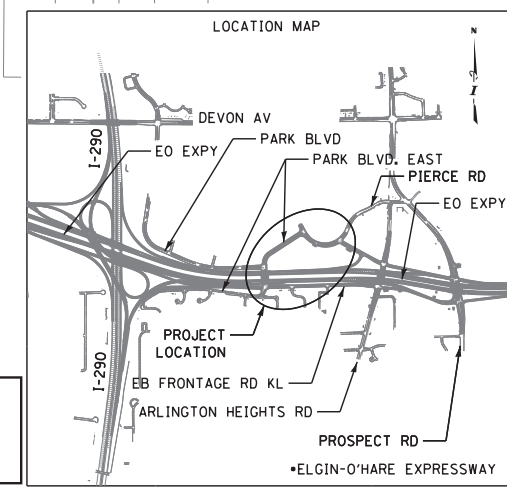 LOCATION MAP
N
DEVON AV
I-290
PARK BLVD
EO EXPY
PARK BLVD. EAST
PIERCE RD
EO EXPY
PROJECT
LOCATION
I-290
EB FRONTAGE RD KL
ARLINGTON HEIGHTS RD
PROSPECT RD
•ELGIN-O'HARE EXPRESSWAY